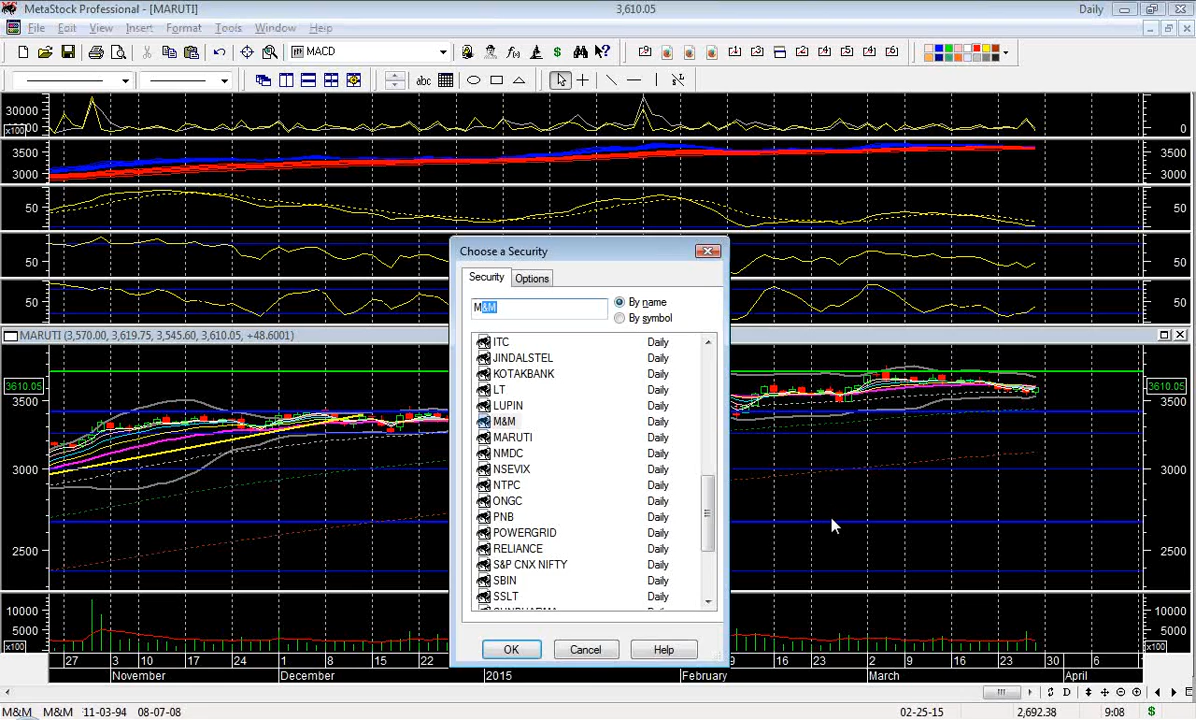 MetaStock Professional - [MARUTI]
3,610.05
Daily
File Edit View Insert Format Tools Window Help
MACD
abc
30000
x100
0
3500
3000
3500
3000
50
50
50
50
50
50
Choose a Security
Security
Options
M&M
By name
By symbol
ITC Daily
JINDALSTEL Daily
KOTAKBANK Daily
LT Daily
LUPIN Daily
M&M Daily
MARUTI Daily
NMDC Daily
NSEVIX Daily
NTPC Daily
ONGC Daily
PNB Daily
POWERGRID Daily
RELIANCE Daily
S&P CNX NIFTY Daily
SBIN Daily
SSLT Daily
OK
Cancel
Help
MARUTI (3,570.00, 3,619.75, 3,545.60, 3,610.05, +48.6001)
3610.05
3500
3000
2500
3610.05
3500
3000
2500
10000
5000
x100
10000
5000
x100
27 3 10 17 24 1 8 15 22
16 23 2 9 16 23 30 6
November December 2015 February March April
D
M&M M&M 11-03-94 08-07-08
02-25-15 2,692.38 9:08 $